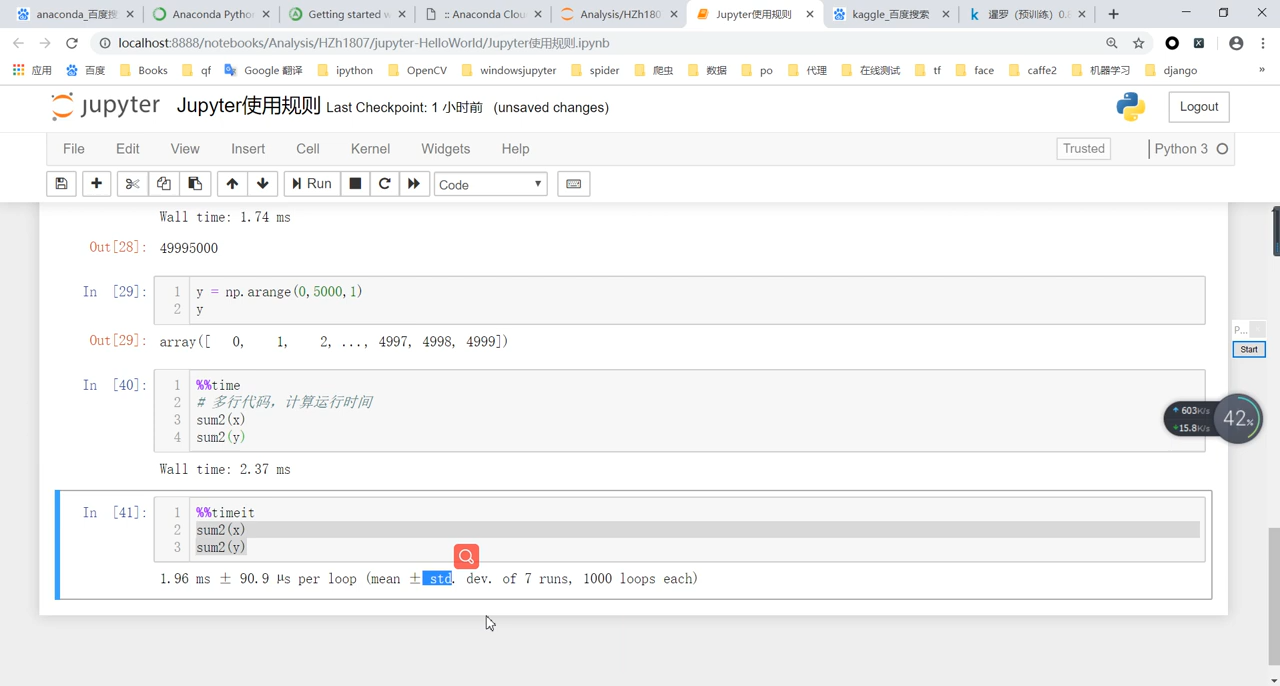 anaconda_百度搜
Anaconda Pytho
Getting started w
:: Anaconda Clou
Analysis/HZh180
Jupyter使用规则
kaggle_百度搜索
暹罗（预训练）0.8
localhost:8888/notebooks/Analysis/HZh1807/jupyter-HelloWorld/Jupyter使用规则.ipynb
应用 百度 Books qf Google 翻译 ipython OpenCV windowsjupyter spider 爬虫 数据 po 代理 在线测试 tf face caffe2 机器学习 django »
jupyter Jupyter使用规则 Last Checkpoint: 1 小时前 (unsaved changes)
Logout
File Edit View Insert Cell Kernel Widgets Help
Trusted
Python 3
Run
Code
Wall time: 1.74 ms
Out[28]: 49995000
In [29]:
1 y = np.arange(0,5000,1)
2 y
Out[29]: array([ 0, 1, 2, ..., 4997, 4998, 4999])
P...
Start
In [40]:
1 %%time
2 # 多行代码，计算运行时间
3 sum2(x)
4 sum2(y)
603K/s
15.8K/s
42%
Wall time: 2.37 ms
In [41]:
1 %%timeit
2 sum2(x)
3 sum2(y)
1.96 ms ± 90.9 µs per loop (mean ± std. dev. of 7 runs, 1000 loops each)